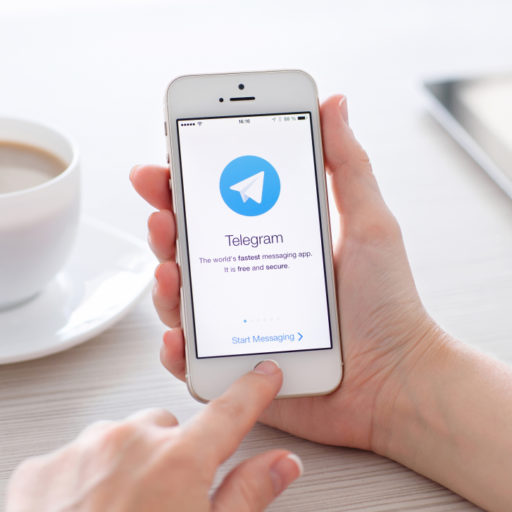 Telegram
The world's fastest messaging app.
It is free and secure.
Start Messaging